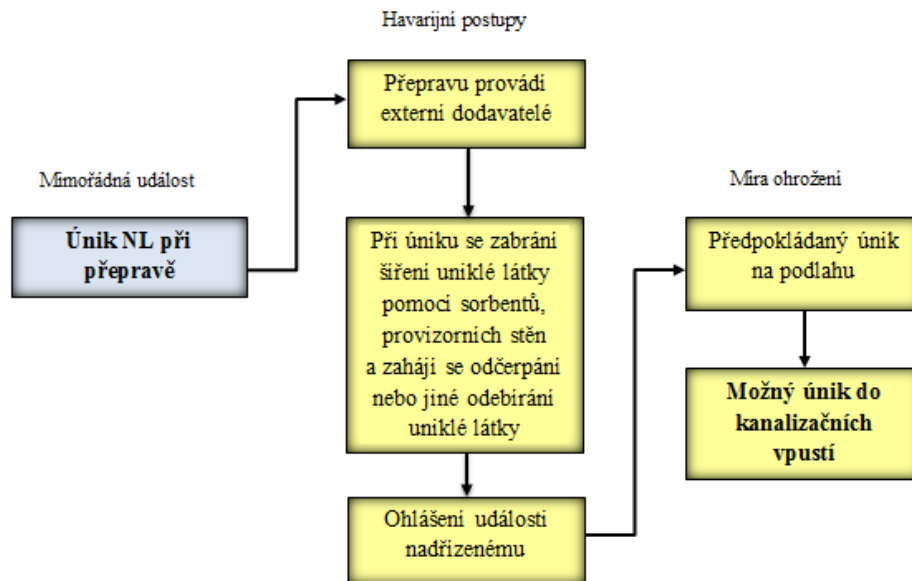 Havarijní postupy
Přepravu provádí
externí dodavatelé
Mimořádná událost
Únik NL při
přepravě
Při úniku se zabrání
šíření uniklé látky
pomocí sorbentů,
provizorních stěn
a zahájí se odčerpání
nebo jiné odebírání
uniklé látky
Ohlášení události
nadřízenému
Míra ohrožení
Předpokládaný únik
na podlahu
Možný únik do
kanalizačních
vpustí